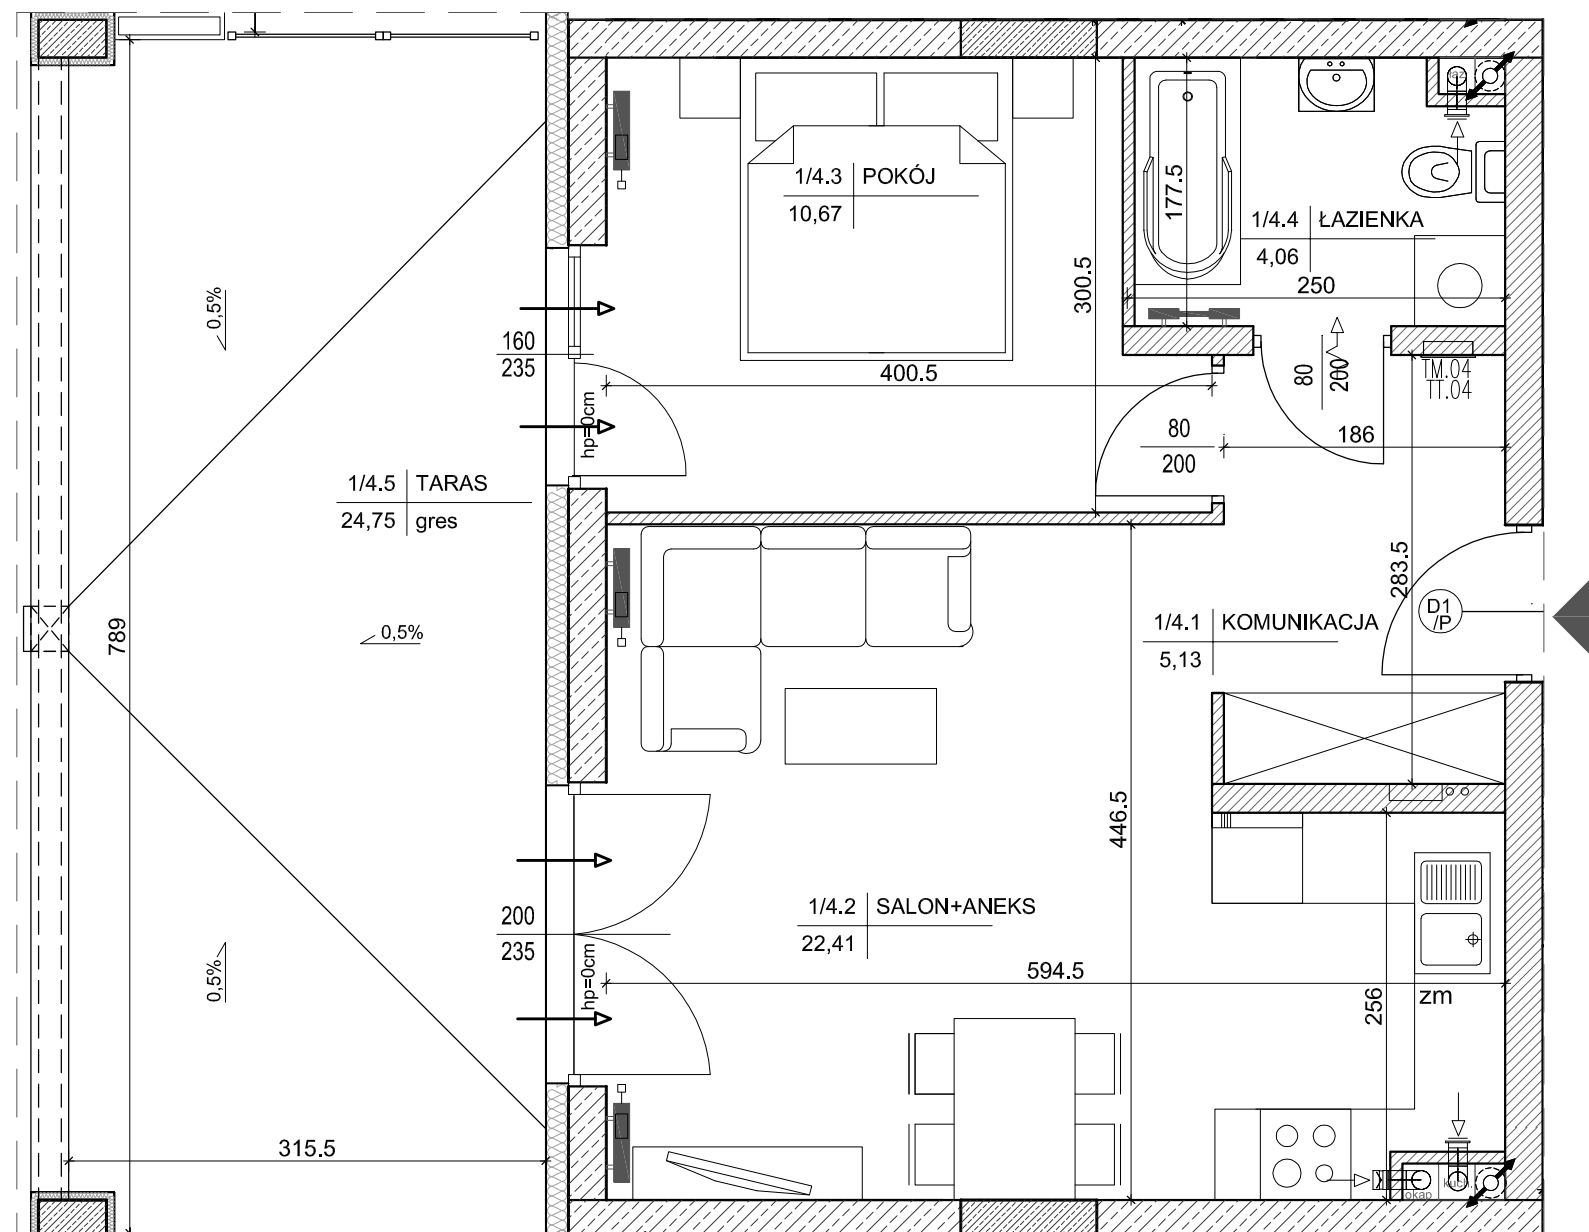 łaz.
1/4.3 POKÓJ
10,67
177.5
1/4.4 ŁAZIENKA
4,06
250
300.5
0,5%
160
235
400.5
80
200
TM.04
TT.04
hp=0cm
80
200
186
1/4.5 TARAS
24,75 gres
283.5
789
0,5%
1/4.1 KOMUNIKACJA
5,13
D1
/P
446.5
1/4.2 SALON+ANEKS
22,41
200
235
0,5%
hp=0cm
594.5
256
zm
315.5
okap
kuch.